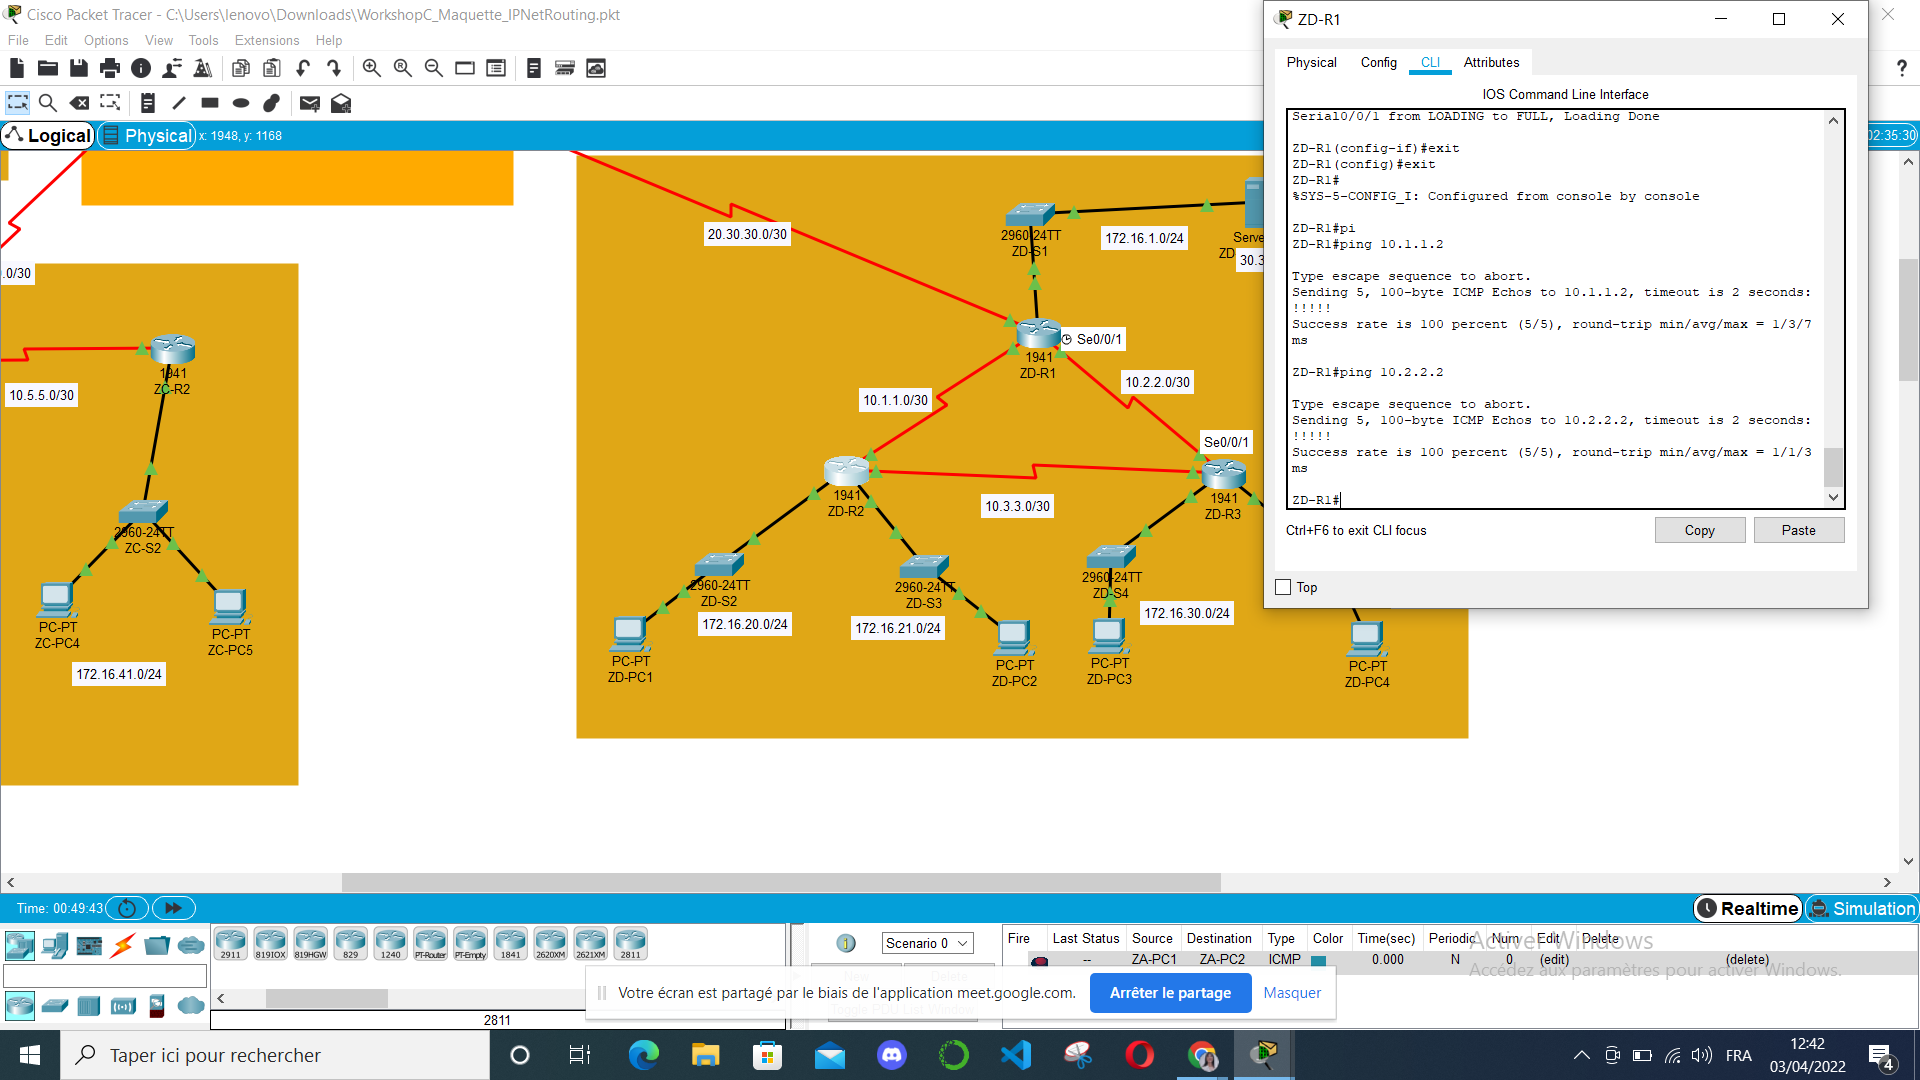 Cisco Packet Tracer - C:\Users\lenovo\Downloads\WorkshopC_Maquette_IPNetRouting.pkt
File Edit Options View Tools Extensions Help
?
Logical Physical x: 1948, y: 1168
02:35:30
ZD-R1
Physical Config CLI Attributes
IOS Command Line Interface
Serial0/0/1 from LOADING to FULL, Loading Done
ZD-R1(config-if)#exit
ZD-R1(config)#exit
ZD-R1#
%SYS-5-CONFIG_I: Configured from console by console
ZD-R1#pi
ZD-R1#ping 10.1.1.2
Type escape sequence to abort.
Sending 5, 100-byte ICMP Echos to 10.1.1.2, timeout is 2 seconds:
!!!!!
Success rate is 100 percent (5/5), round-trip min/avg/max = 1/3/7
ms
ZD-R1#ping 10.2.2.2
Type escape sequence to abort.
Sending 5, 100-byte ICMP Echos to 10.2.2.2, timeout is 2 seconds:
!!!!!
Success rate is 100 percent (5/5), round-trip min/avg/max = 1/1/3
ms
ZD-R1#
Ctrl+F6 to exit CLI focus
Copy Paste
Top
.0/30
1941
ZC-R2
10.5.5.0/30
2960-24TT
ZC-S2
PC-PT
ZC-PC4
PC-PT
ZC-PC5
172.16.41.0/24
20.30.30.0/30
2960-24TT
ZD-S1
172.16.1.0/24
Serve
ZD
30.3
Se0/0/1
1941
ZD-R1
10.1.1.0/30
10.2.2.0/30
Se0/0/1
1941
ZD-R2
10.3.3.0/30
1941
ZD-R3
2960-24TT
ZD-S2
172.16.20.0/24
2960-24TT
ZD-S3
172.16.21.0/24
2960-24TT
ZD-S4
172.16.30.0/24
PC-PT
ZD-PC1
PC-PT
ZD-PC2
PC-PT
ZD-PC3
PC-PT
ZD-PC4
Time: 00:49:43
Realtime Simulation
2911 819IOX 819HGW 829 1240 PT-Router PT-Empty 1841 2620XM 2621XM 2811
2811
Scenario 0
New Delete
Toggle PDU List Window
Fire Last Status Source Destination Type Color Time(sec) Periodic Num Edit Delete
-- ZA-PC1 ZA-PC2 ICMP 0.000 N 0 (edit) (delete)
Activer Windows
Accédez aux paramètres pour activer Windows.
Votre écran est partagé par le biais de l'application meet.google.com. Arrêter le partage Masquer
Taper ici pour rechercher
FRA
12:42
03/04/2022
4